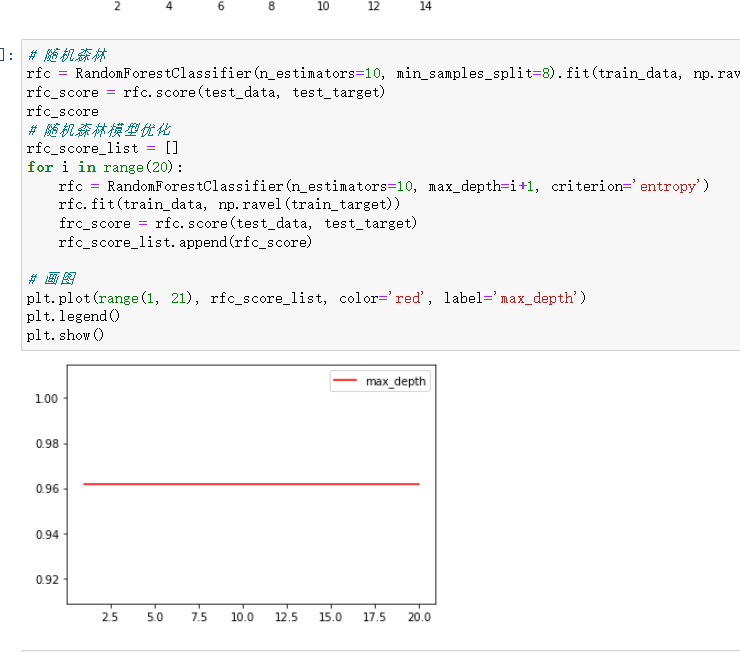 2 4 6 8 10 12 14
]:
# 随机森林
rfc = RandomForestClassifier(n_estimators=10, min_samples_split=8).fit(train_data, np.rav
rfc_score = rfc.score(test_data, test_target)
rfc_score
# 随机森林模型优化
rfc_score_list = []
for i in range(20):
    rfc = RandomForestClassifier(n_estimators=10, max_depth=i+1, criterion='entropy')
    rfc.fit(train_data, np.ravel(train_target))
    frc_score = rfc.score(test_data, test_target)
    rfc_score_list.append(rfc_score)
# 画图
plt.plot(range(1, 21), rfc_score_list, color='red', label='max_depth')
plt.legend()
plt.show()
max_depth
1.00
0.98
0.96
0.94
0.92
2.5 5.0 7.5 10.0 12.5 15.0 17.5 20.0